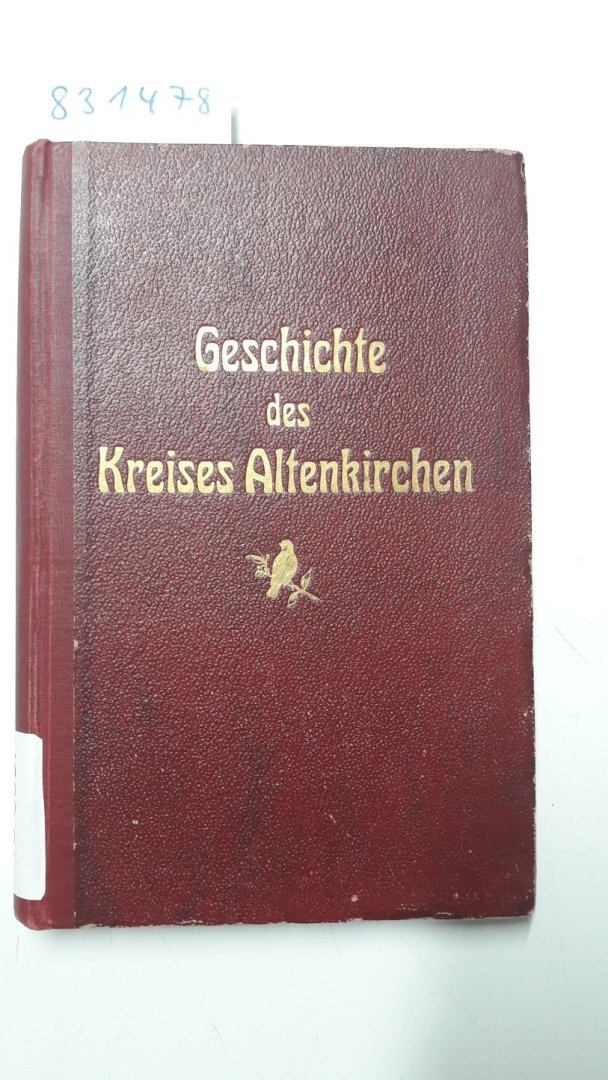 831478
Geschichte
des
Kreises Altenkirchen